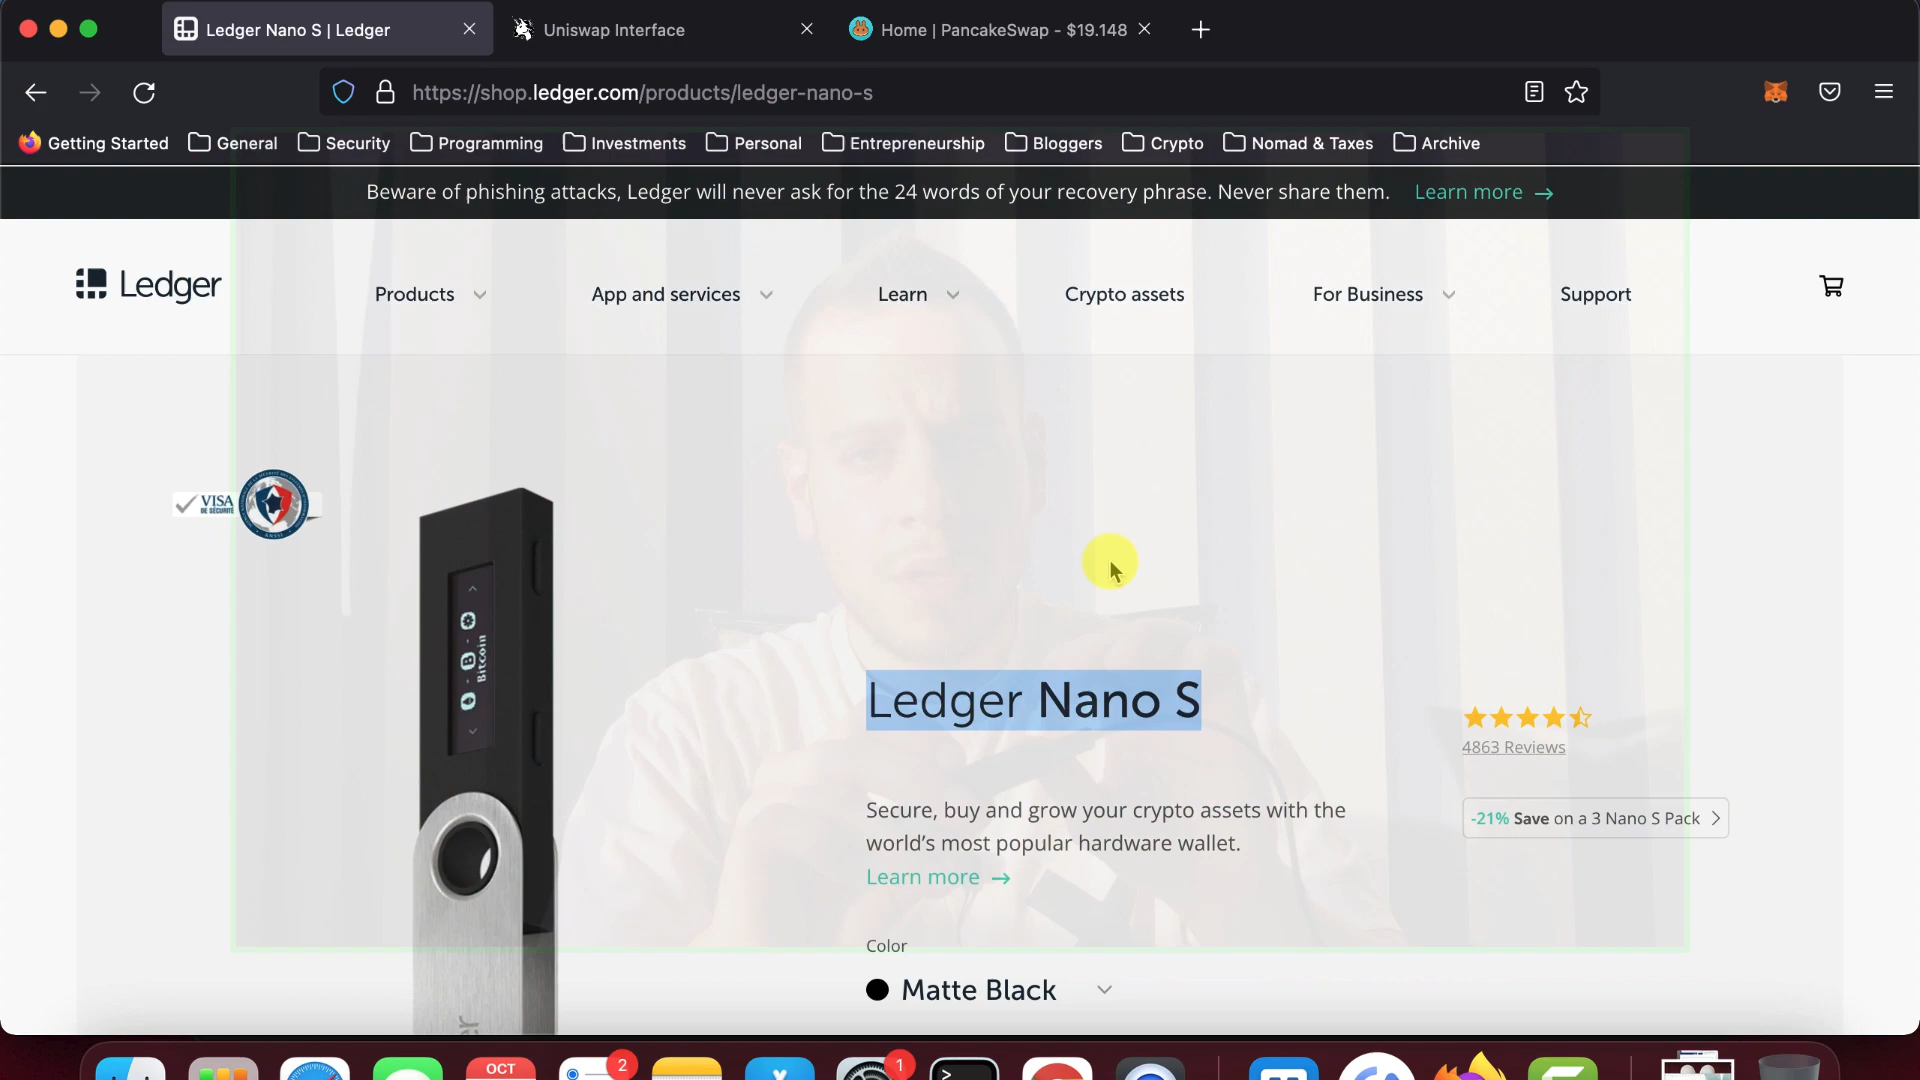 Ledger Nano S | Ledger
Uniswap Interface
Home | PancakeSwap - $19.148
https://shop.ledger.com/products/ledger-nano-s
Getting Started
General
Security
Programming
Investments
Personal
Entrepreneurship
Bloggers
Crypto
Nomad & Taxes
Archive
Beware of phishing attacks, Ledger will never ask for the 24 words of your recovery phrase. Never share them. Learn more →
Ledger
Products
App and services
Learn
Crypto assets
For Business
Support
VISA
DE SÉCURITÉ
ANSSI
Bitcoin
Ledger Nano S
4863 Reviews
Secure, buy and grow your crypto assets with the
world's most popular hardware wallet.
Learn more →
-21% Save on a 3 Nano S Pack
Color
Matte Black
OCT
2
1